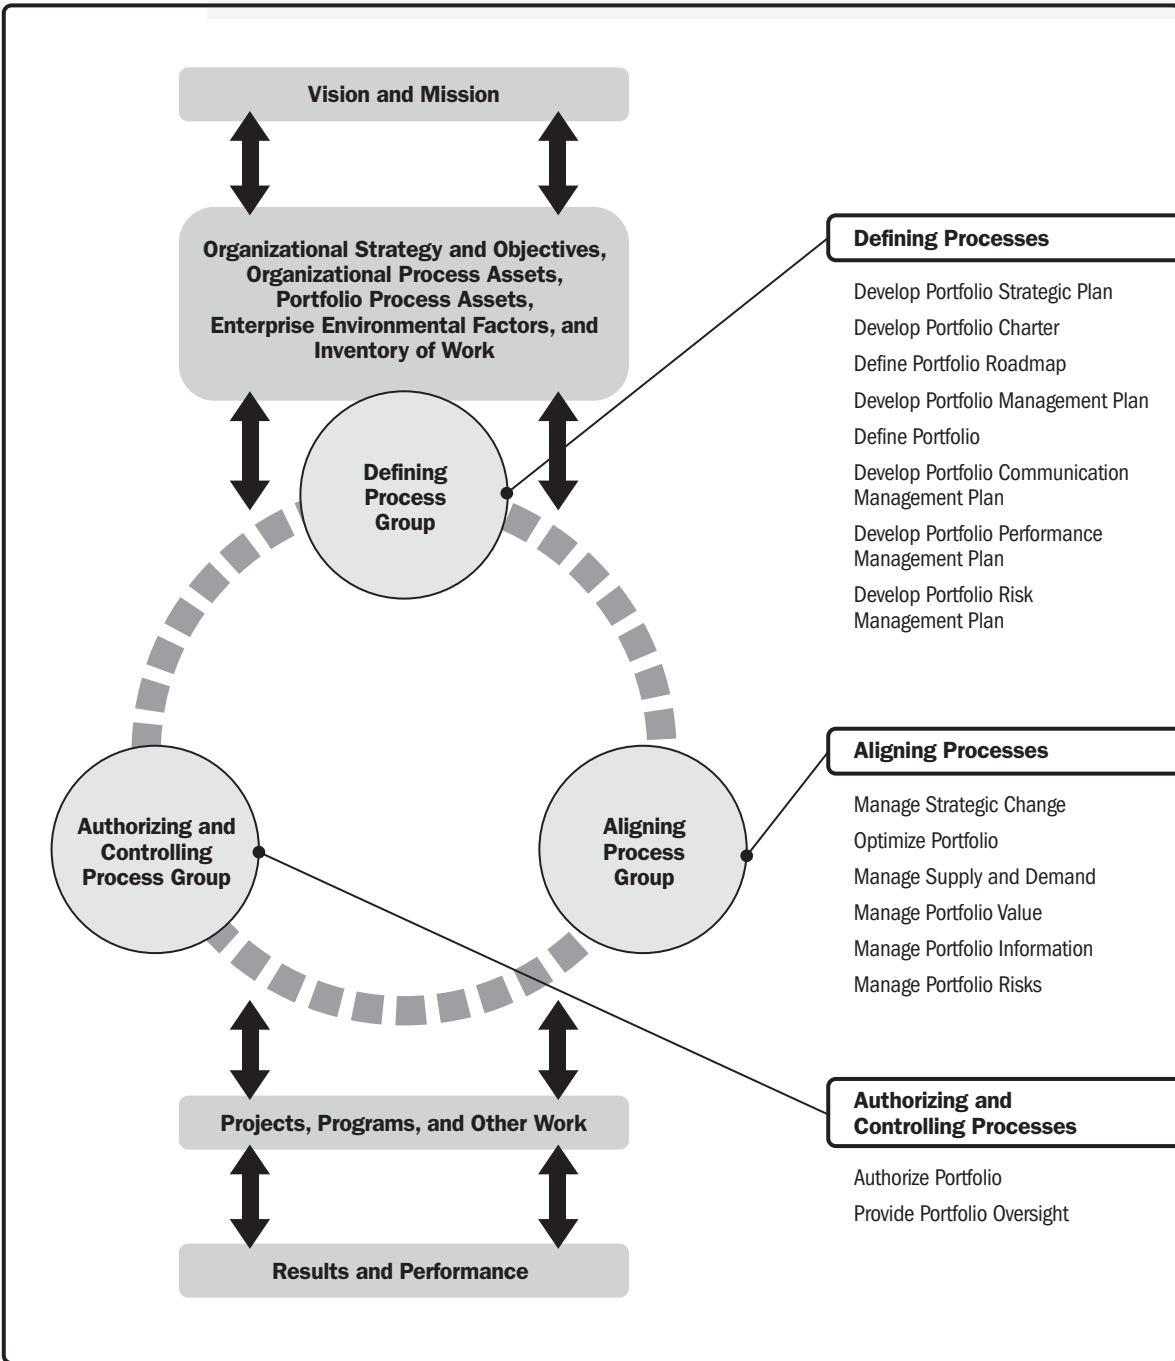 Vision and Mission
Organizational Strategy and Objectives,
Organizational Process Assets,
Portfolio Process Assets,
Enterprise Environmental Factors, and
Inventory of Work
Defining
Process
Group
Authorizing and
Controlling
Process Group
Aligning
Process
Group
Projects, Programs, and Other Work
Results and Performance
Defining Processes
Develop Portfolio Strategic Plan
Develop Portfolio Charter
Define Portfolio Roadmap
Develop Portfolio Management Plan
Define Portfolio
Develop Portfolio Communication
Management Plan
Develop Portfolio Performance
Management Plan
Develop Portfolio Risk
Management Plan
Aligning Processes
Manage Strategic Change
Optimize Portfolio
Manage Supply and Demand
Manage Portfolio Value
Manage Portfolio Information
Manage Portfolio Risks
Authorizing and
Controlling Processes
Authorize Portfolio
Provide Portfolio Oversight